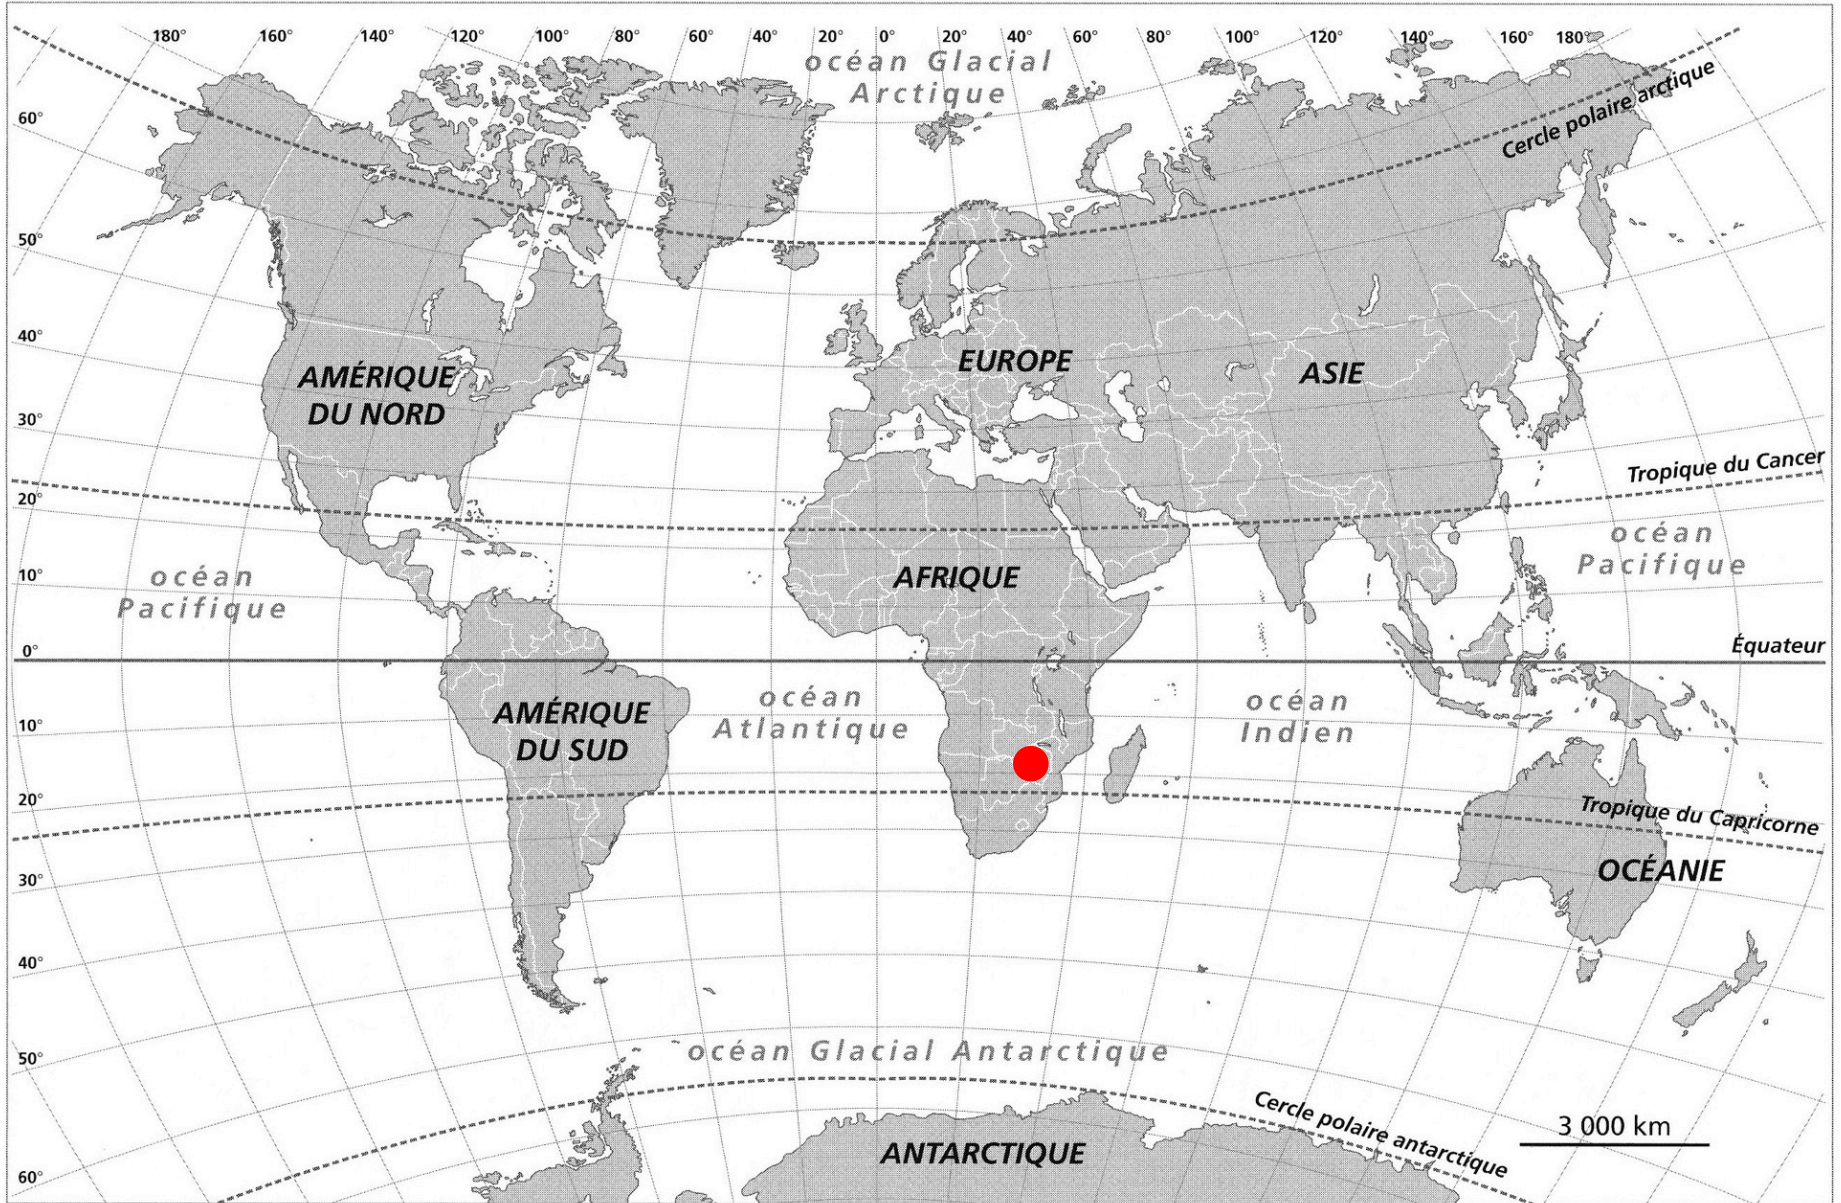 180° 160° 140° 120° 100° 80° 60° 40° 20° 0° 20° 40° 60° 80° 100° 120° 140° 160° 180°
océan Glacial
Arctique
Cercle polaire arctique
60°
50°
40°
30°
20°
10°
0°
10°
20°
30°
40°
50°
60°
AMÉRIQUE
DU NORD
EUROPE
ASIE
Tropique du Cancer
océan
Pacifique
océan
Pacifique
AFRIQUE
Équateur
AMÉRIQUE
DU SUD
océan
Atlantique
océan
Indien
Tropique du Capricorne
OCÉANIE
océan Glacial Antarctique
Cercle polaire antarctique
ANTARCTIQUE
3 000 km